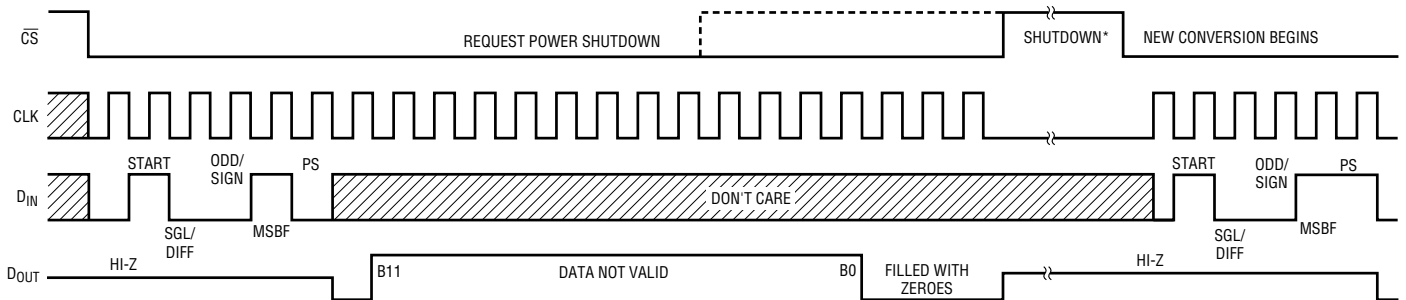 CS
REQUEST POWER SHUTDOWN
SHUTDOWN*
NEW CONVERSION BEGINS
CLK
START
ODD/
SIGN
PS
START
ODD/
SIGN
PS
DIN
DON'T CARE
SGL/
DIFF
MSBF
SGL/
DIFF
MSBF
DOUT
HI-Z
B11
DATA NOT VALID
B0
FILLED WITH
ZEROES
HI-Z